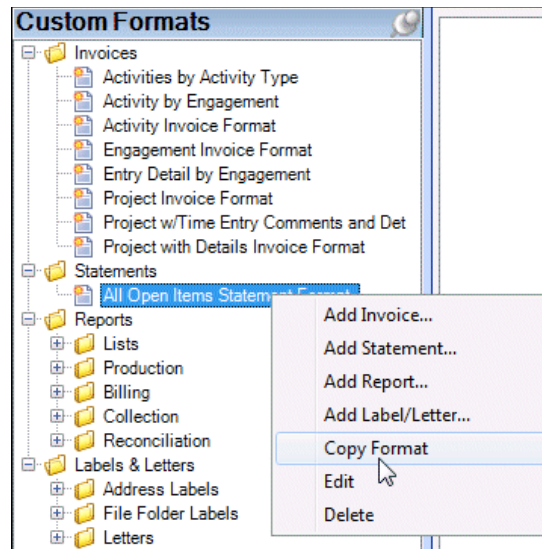 Custom Formats
Invoices
Activities by Activity Type
Activity by Engagement
Activity Invoice Format
Engagement Invoice Format
Entry Detail by Engagement
Project Invoice Format
Project w/Time Entry Comments and Det
Project with Details Invoice Format
Statements
All Open Items Statement Format
Reports
Lists
Production
Billing
Collection
Reconciliation
Labels & Letters
Address Labels
File Folder Labels
Letters
Add Invoice...
Add Statement...
Add Report...
Add Label/Letter...
Copy Format
Edit
Delete